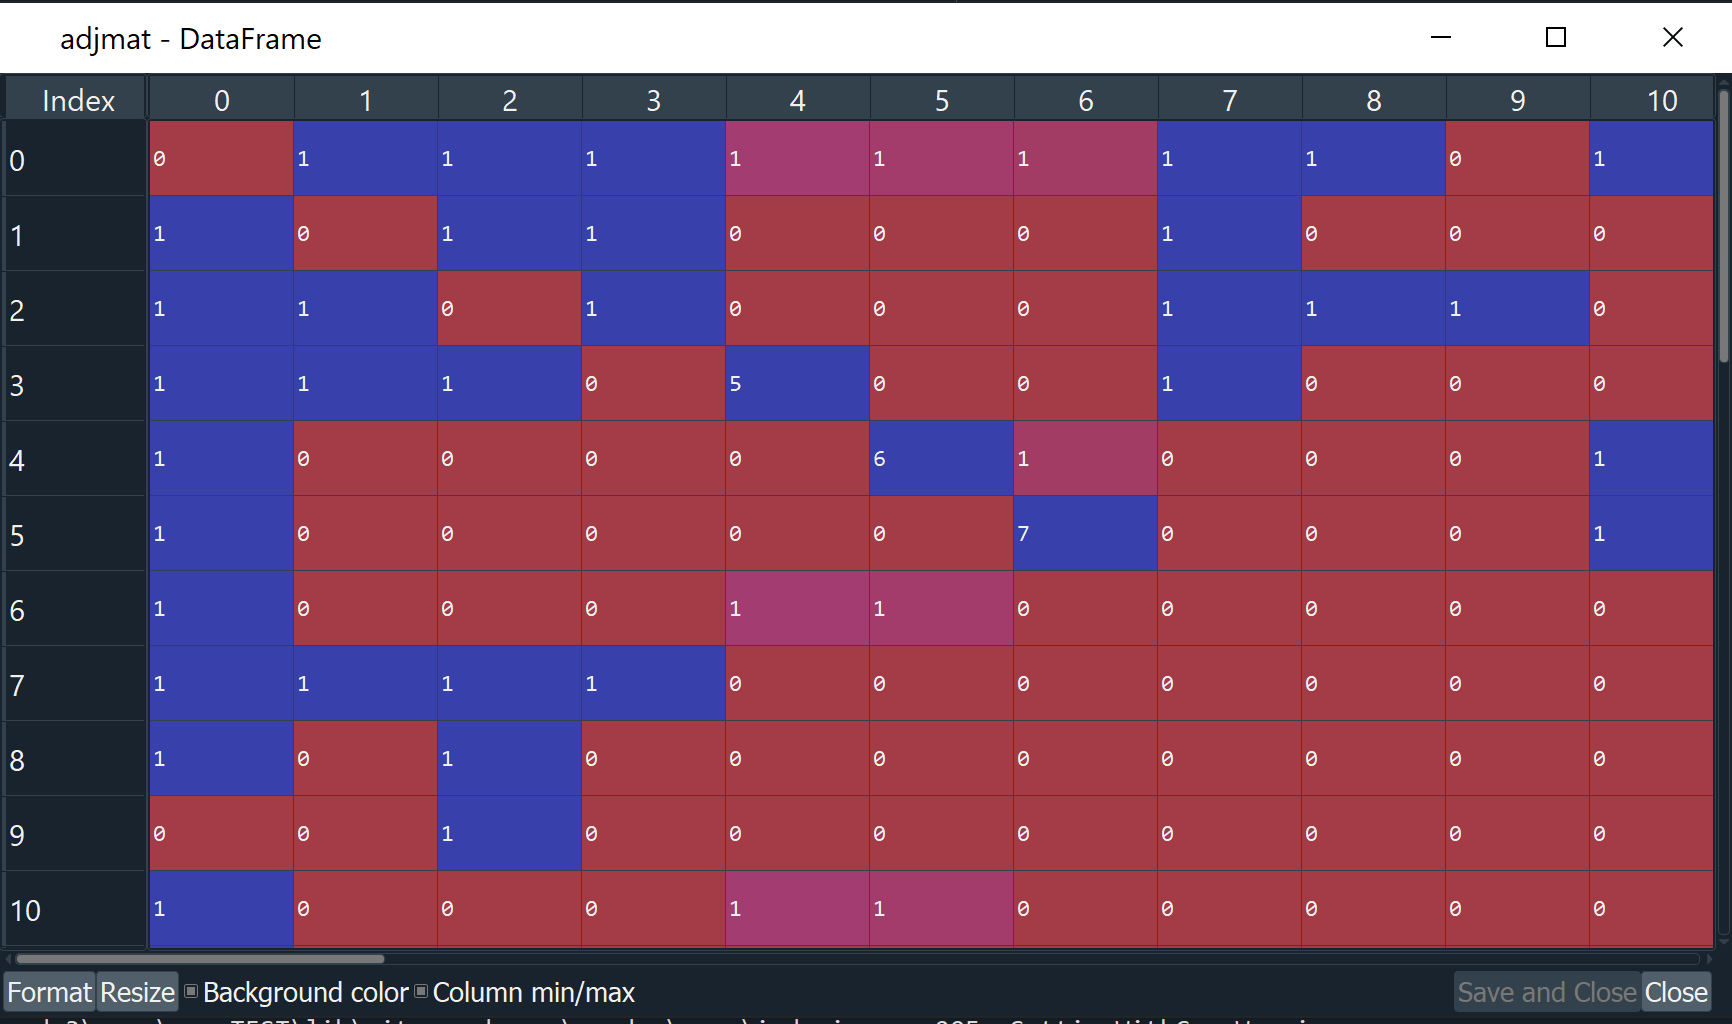 adjmat - DataFrame
Index 0 1 2 3 4 5 6 7 8 9 10
0 0 1 1 1 1 1 1 1 1 0 1
1 1 0 1 1 0 0 0 1 0 0 0
2 1 1 0 1 0 0 0 1 1 1 0
3 1 1 1 0 5 0 0 1 0 0 0
4 1 0 0 0 0 6 1 0 0 0 1
5 1 0 0 0 0 0 7 0 0 0 1
6 1 0 0 0 1 1 0 0 0 0 0
7 1 1 1 1 0 0 0 0 0 0 0
8 1 0 1 0 0 0 0 0 0 0 0
9 0 0 1 0 0 0 0 0 0 0 0
10 1 0 0 0 1 1 0 0 0 0 0
Format Resize Background color Column min/max Save and Close Close